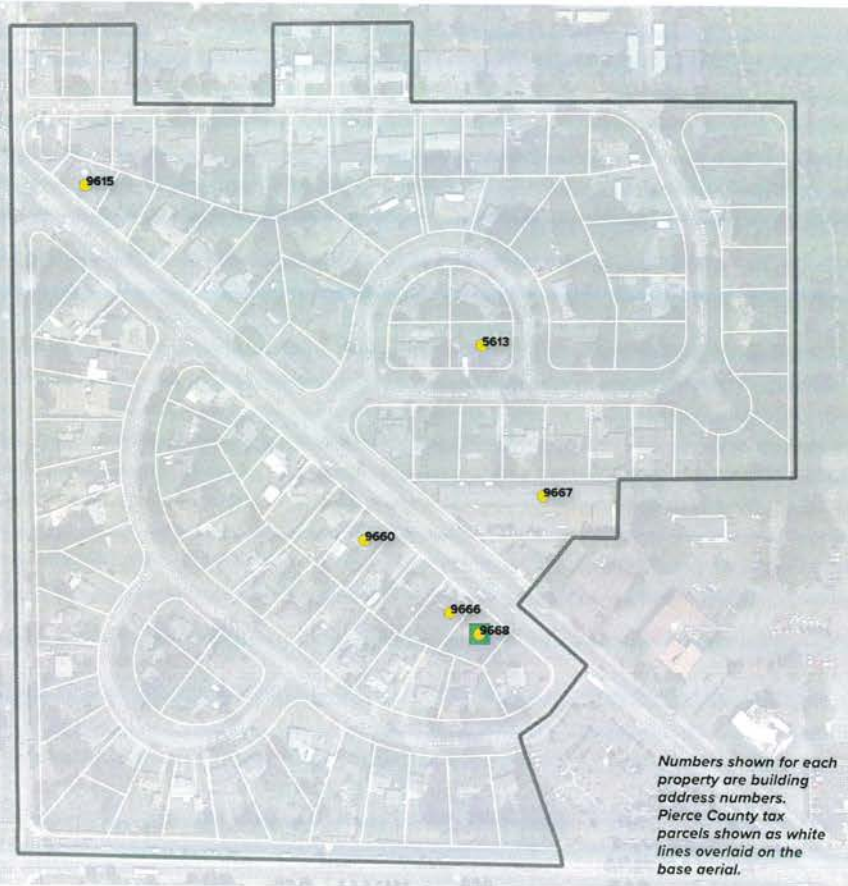 9615
5613
9667
9660
9666
9668
Numbers shown for each
property are building
address numbers.
Pierce County tax
parcels shown as white
lines overlaid on the
base aerial.